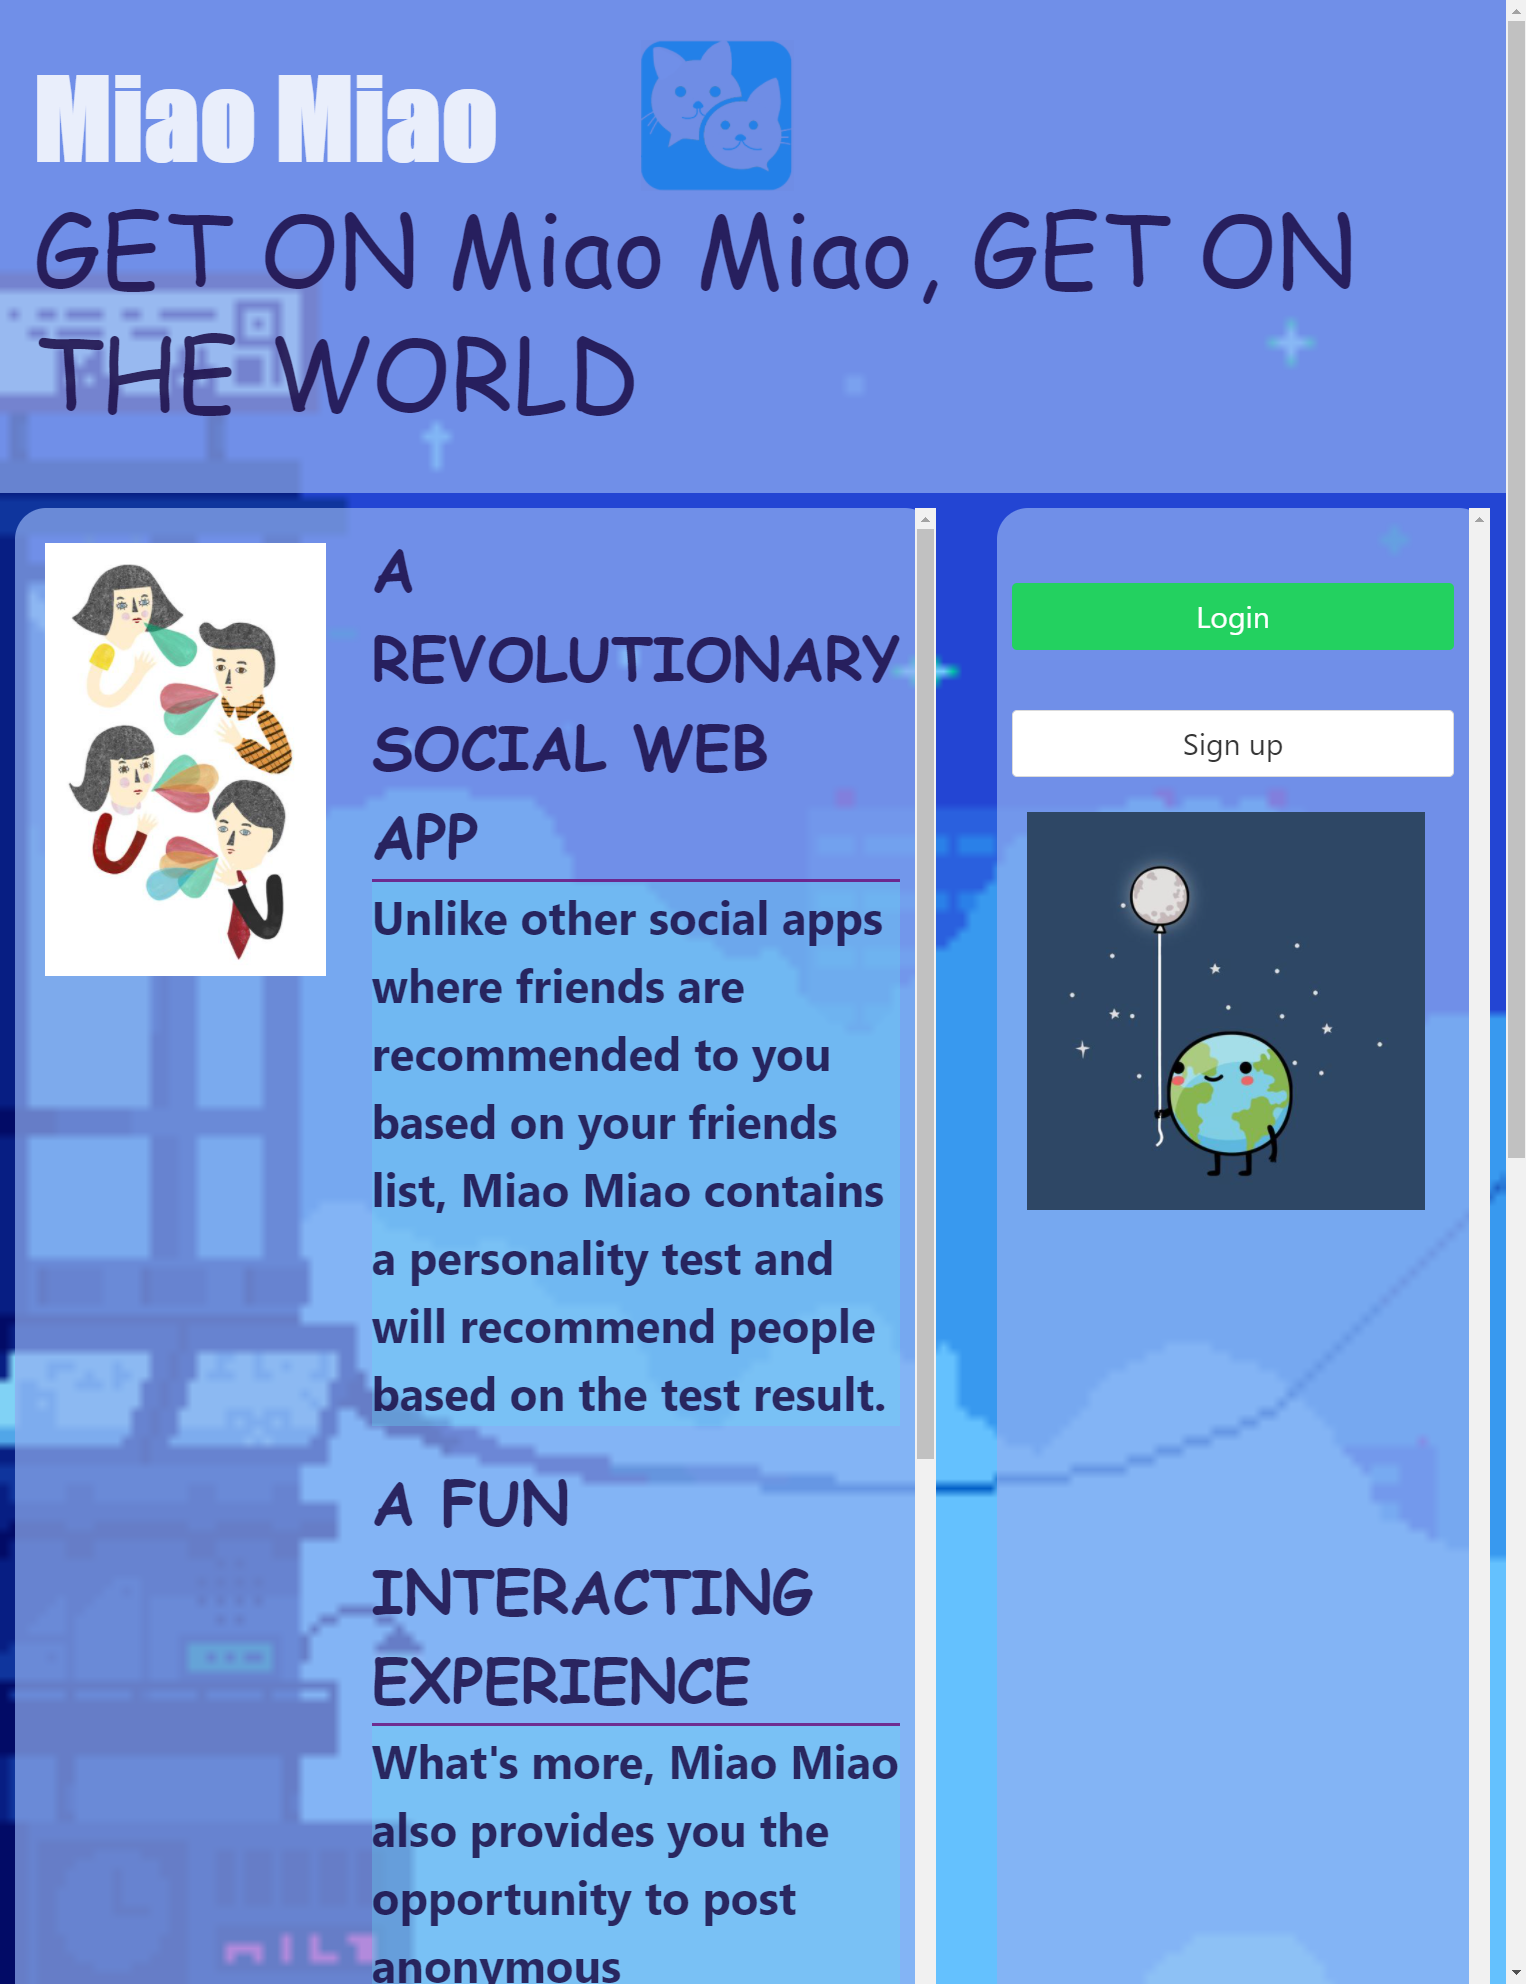 Miao Miao
GET ON Miao Miao, GET ON
THE WORLD
A
REVOLUTIONARY
SOCIAL WEB
APP
Unlike other social apps
where friends are
recommended to you
based on your friends
list, Miao Miao contains
a personality test and
will recommend people
based on the test result.
A FUN
INTERACTING
EXPERIENCE
What's more, Miao Miao
also provides you the
opportunity to post
anonymous
Login
Sign up